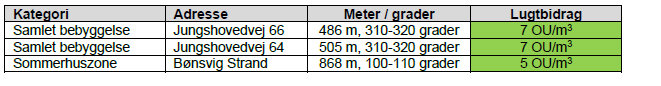 Kategori Adresse Meter / grader Lugtbidrag
Samlet bebyggelse Jungshovedvej 66 486 m, 310-320 grader 7 OU/m³
Samlet bebyggelse Jungshovedvej 64 505 m, 310-320 grader 7 OU/m³
Sommerhuszone Bønsvig Strand 868 m, 100-110 grader 5 OU/m³